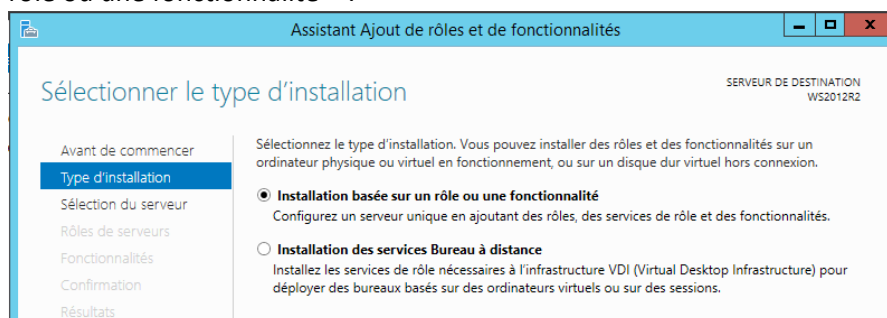 rôle ou une fonctionnalité
Assistant Ajout de rôles et de fonctionnalités
Sélectionner le type d'installation
SERVEUR DE DESTINATION
WS2012R2
Avant de commencer
Type d'installation
Sélection du serveur
Rôles de serveurs
Fonctionnalités
Confirmation
Résultats
Sélectionnez le type d'installation. Vous pouvez installer des rôles et des fonctionnalités sur un
ordinateur physique ou virtuel en fonctionnement, ou sur un disque dur virtuel hors connexion.
Installation basée sur un rôle ou une fonctionnalité
Configurez un serveur unique en ajoutant des rôles, des services de rôle et des fonctionnalités.
Installation des services Bureau à distance
Installez les services de rôle nécessaires à l'infrastructure VDI (Virtual Desktop Infrastructure) pour
déployer des bureaux basés sur des ordinateurs virtuels ou sur des sessions.